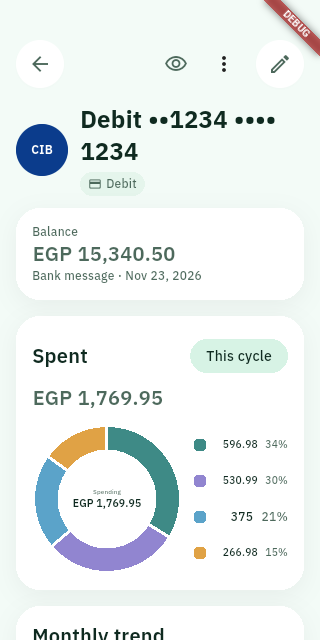 DEBUG
Debit ••1234 ••••
1234
CIB
Debit
Balance
EGP 15,340.50
Bank message · Nov 23, 2026
Spent
This cycle
EGP 1,769.95
Spending
EGP 1,769.95
596.98 34%
530.99 30%
375 21%
266.98 15%
Monthly trend